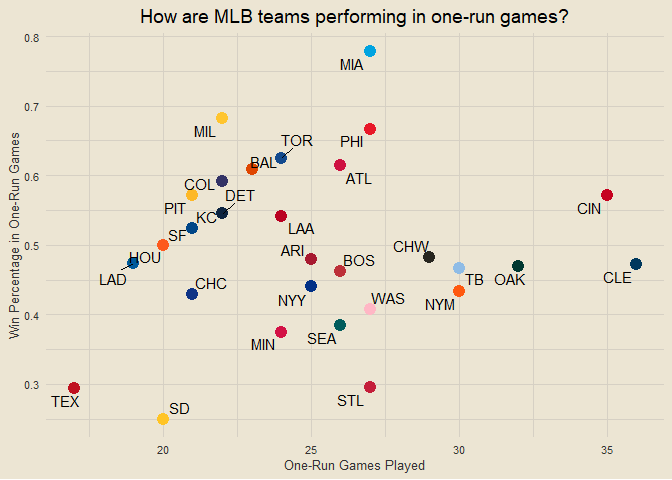 How are MLB teams performing in one-run games?
0.8
MIA
0.7
MIL
TOR
PHI
BAL
0.6
COL
DET
ATL
PIT
KC
CIN
LAA
SF
0.5
HOU
ARI
CHW
BOS
LAD
CHC
TB
OAK
CLE
NYY
WAS
NYM
0.4
MIN
SEA
0.3
TEX
SD
STL
20
25
30
35
One-Run Games Played
Win Percentage in One-Run Games